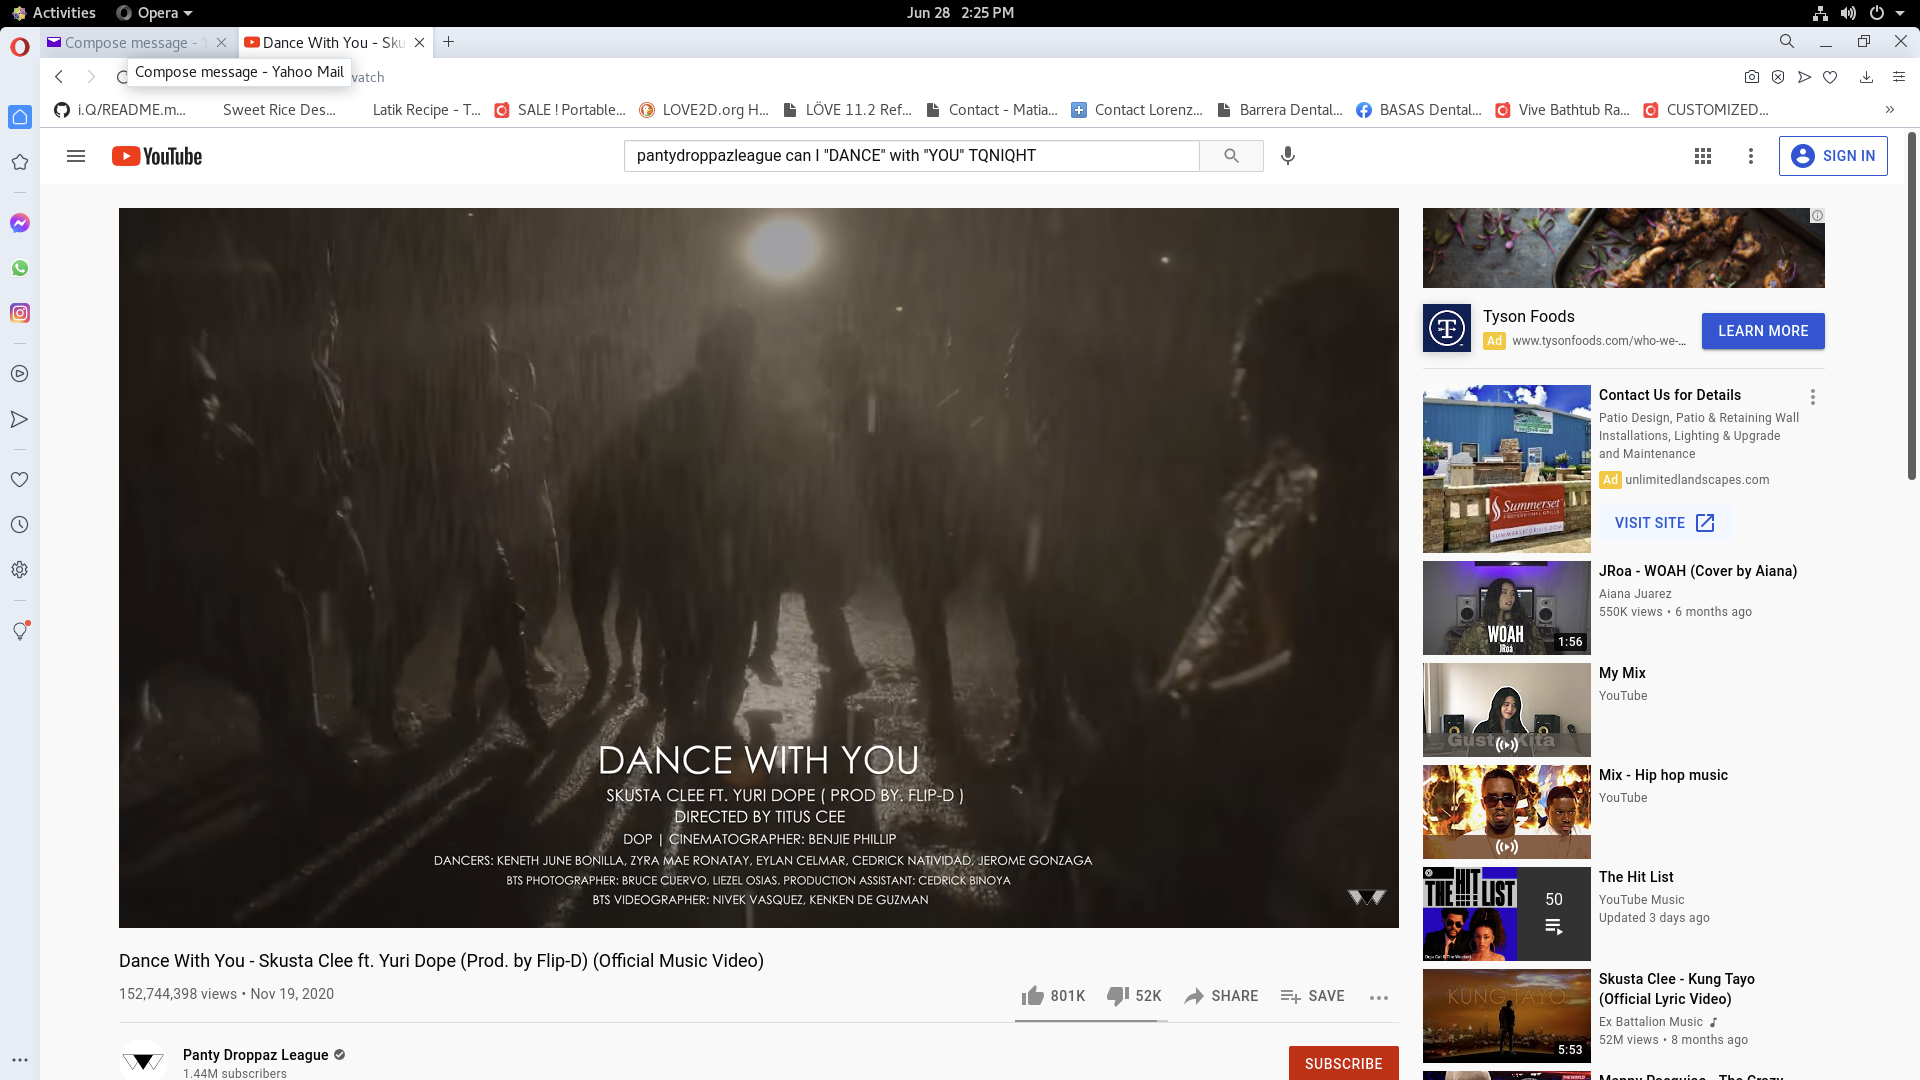 Activities
Opera
Jun 28 2:25 PM
Compose message - Y
Dance With You - Sku
Compose message - Yahoo Mail
watch
i.Q/README.m...
Sweet Rice Des...
Latik Recipe - T...
SALE ! Portable...
LOVE2D.org H...
LÖVE 11.2 Ref...
Contact - Matia...
Contact Lorenz...
Barrera Dental...
BASAS Dental...
Vive Bathtub Ra...
CUSTOMIZED...
YouTube
pantydroppazleague can I "DANCE" with "YOU" TQNIQHT
SIGN IN
DANCE WITH YOU
SKUSTA CLEE FT. YURI DOPE ( PROD BY. FLIP-D )
DIRECTED BY TITUS CEE
DOP | CINEMATOGRAPHER: BENJIE PHILLIP
DANCERS: KENETH JUNE BONILLA, ZYRA MAE RONATAY, EYLAN CELMAR, CEDRICK NATIVIDAD, JEROME GONZAGA
BTS PHOTOGRAPHER: BRUCE CUERVO, LIEZEL OSIAS. PRODUCTION ASSISTANT: CEDRICK BINOYA
BTS VIDEOGRAPHER: NIVEK VASQUEZ, KENKEN DE GUZMAN
Dance With You - Skusta Clee ft. Yuri Dope (Prod. by Flip-D) (Official Music Video)
152,744,398 views • Nov 19, 2020
801K
52K
SHARE
SAVE
Panty Droppaz League
1.44M subscribers
SUBSCRIBE
Tyson Foods
Ad www.tysonfoods.com/who-we-...
LEARN MORE
Summerset
Contact Us for Details
Patio Design, Patio & Retaining Wall
Installations, Lighting & Upgrade
and Maintenance
Ad unlimitedlandscapes.com
VISIT SITE
WOAH
JRoa
1:56
JRoa - WOAH (Cover by Aiana)
Aiana Juarez
550K views • 6 months ago
My Mix
YouTube
Mix - Hip hop music
YouTube
THE HIT LIST
50
The Hit List
YouTube Music
Updated 3 days ago
KUNG TAYO
5:53
Skusta Clee - Kung Tayo
(Official Lyric Video)
Ex Battalion Music
52M views • 8 months ago